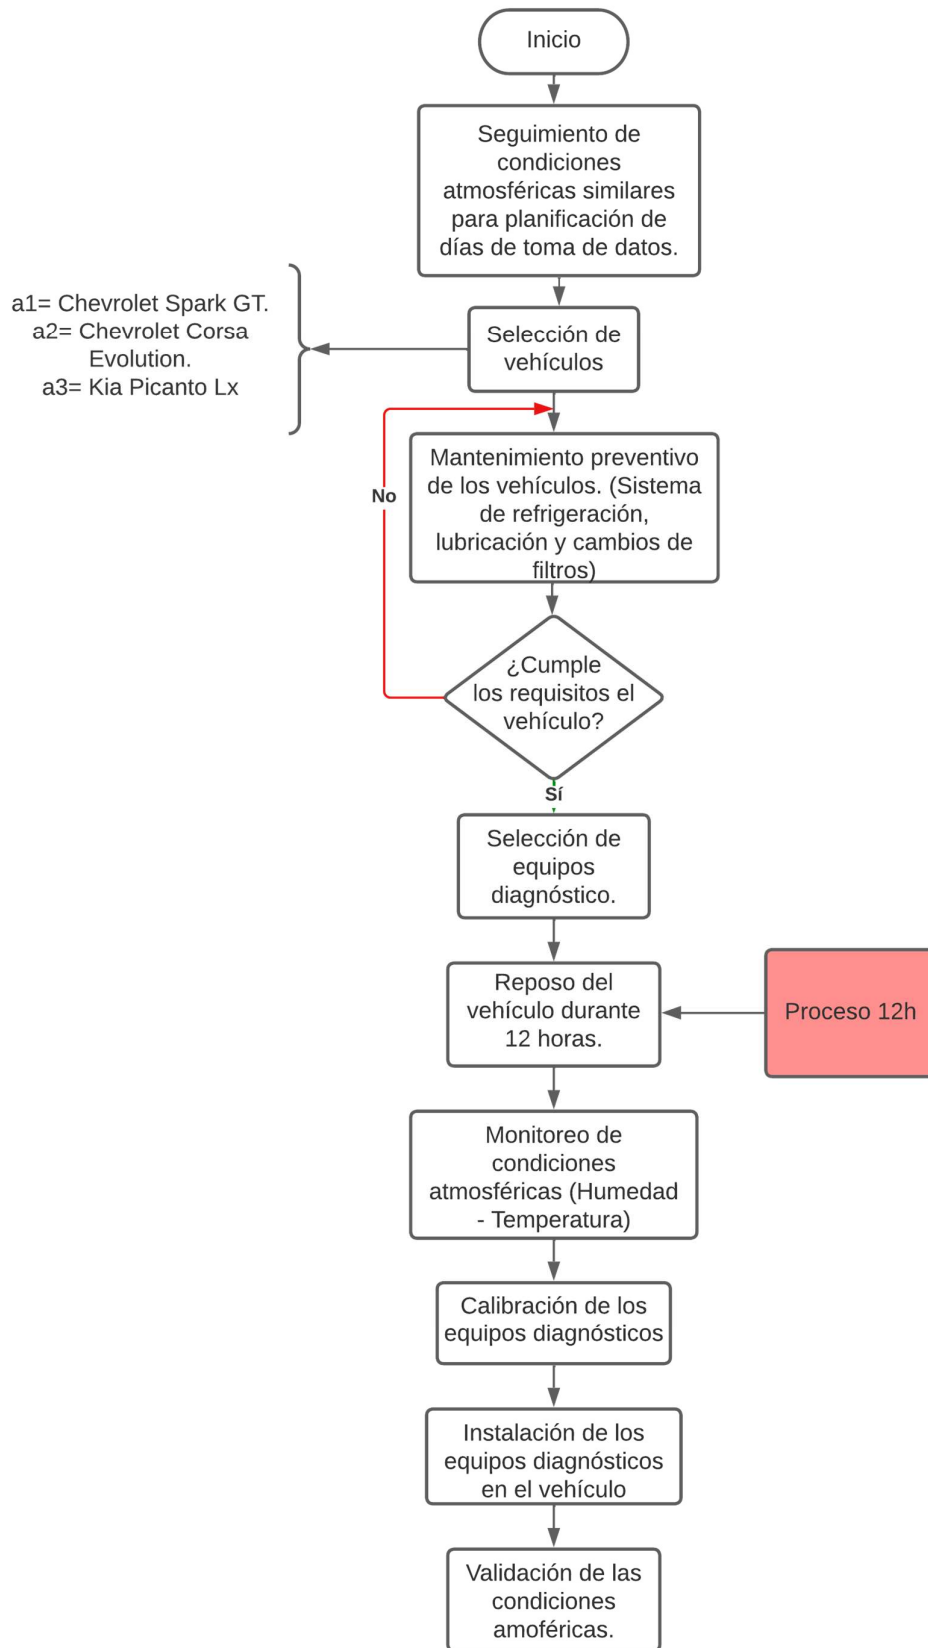 Inicio
Seguimiento de
condiciones
atmosféricas similares
para planificación de
días de toma de datos.
a1= Chevrolet Spark GT.
a2= Chevrolet Corsa
Evolution.
a3= Kia Picanto Lx
Selección de
vehículos
Mantenimiento preventivo
de los vehículos. (Sistema
de refrigeración,
lubricación y cambios de
filtros)
No
¿Cumple
los requisitos el
vehículo?
Sí
Selección de
equipos
diagnóstico.
Reposo del
vehículo durante
12 horas.
Proceso 12h
Monitoreo de
condiciones
atmosféricas (Humedad
- Temperatura)
Calibración de los
equipos diagnósticos
Instalación de los
equipos diagnósticos
en el vehículo
Validación de las
condiciones
amoféricas.